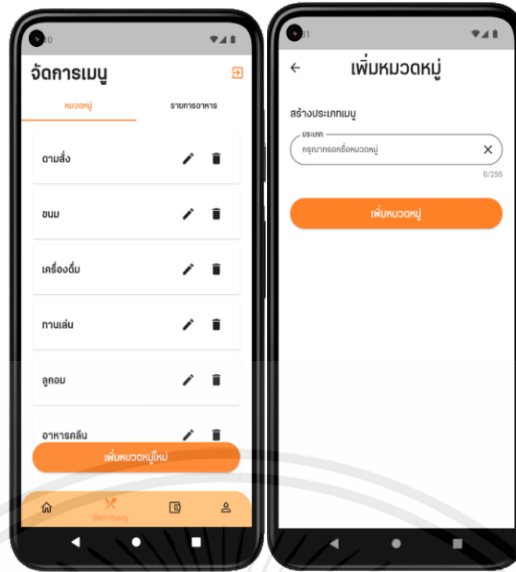 จัดการเมนู
หมวดหมู่
รายการอาหาร
ตามสั่ง
ขนม
เครื่องดื่ม
ทานเล่น
ลูกอม
อาหารคลีน
เพิ่มหมวดหมู่ใหม่
จัดการเมนู
เพิ่มหมวดหมู่
สร้างประเภทเมนู
ประเภท
กรุณากรอกชื่อหมวดหมู่
0/255
เพิ่มหมวดหมู่